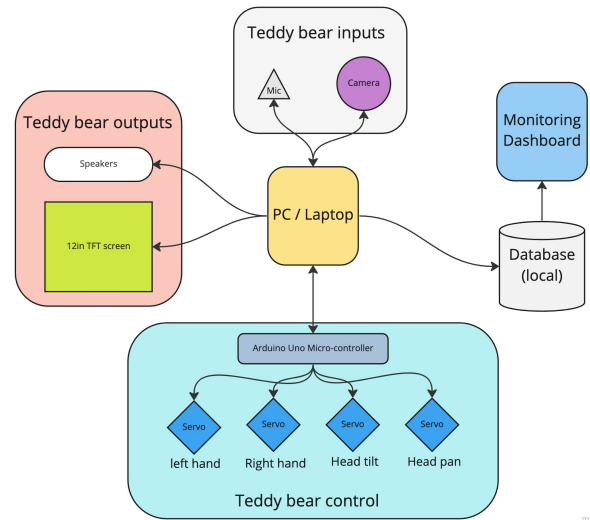 Teddy bear inputs
Mic
Camera
Teddy bear outputs
Speakers
12in TFT screen
PC / Laptop
Monitoring
Dashboard
Database
(local)
Arduino Uno Micro-controller
Servo
Servo
Servo
Servo
left hand
Right hand
Head tilt
Head pan
Teddy bear control